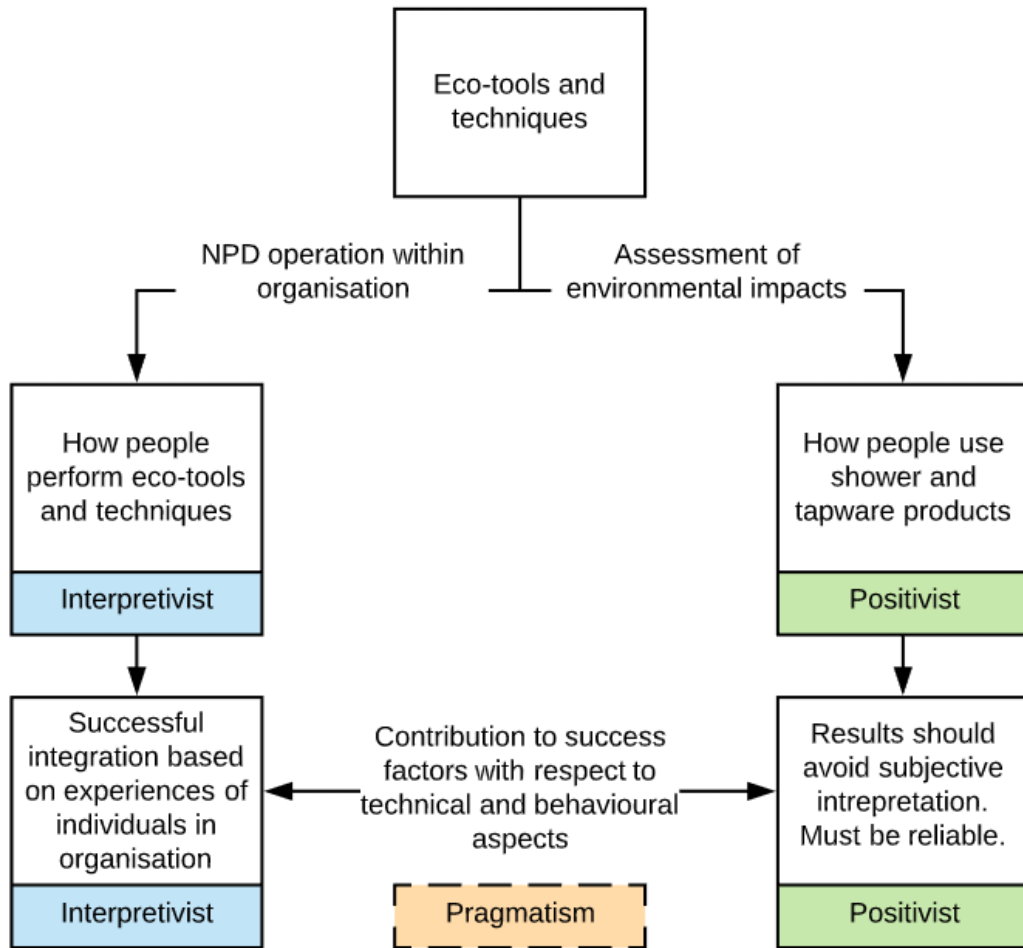 Eco-tools and
techniques
NPD operation within
organisation
Assessment of
environmental impacts
How people
perform eco-tools
and techniques
Interpretivist
How people use
shower and
tapware products
Positivist
Successful
integration based
on experiences of
individuals in
organisation
Interpretivist
Contribution to success
factors with respect to
technical and behavioural
aspects
Pragmatism
Results should
avoid subjective
intrepretation.
Must be reliable.
Positivist